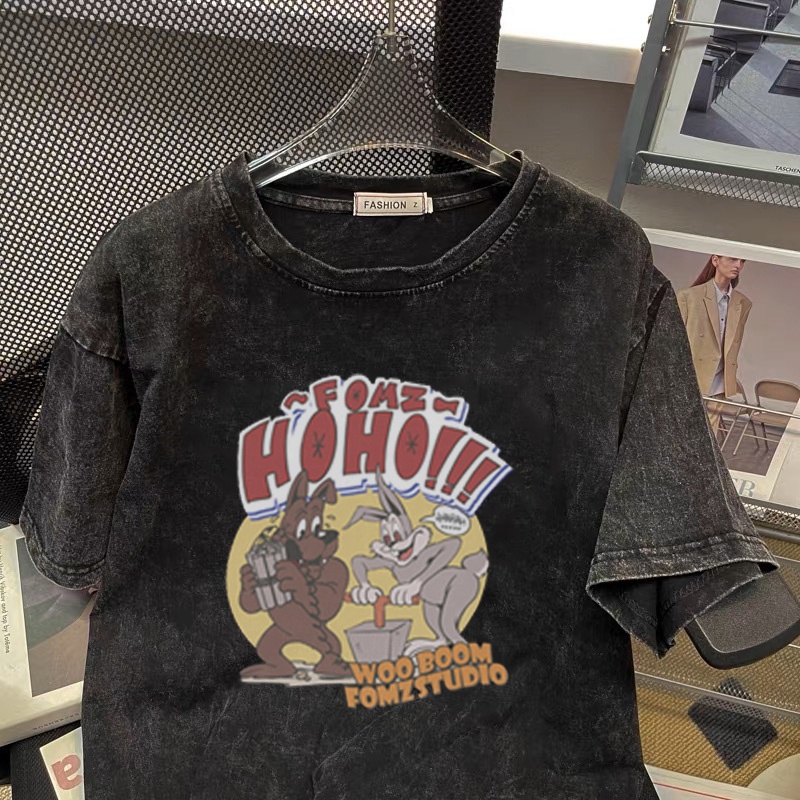 TASCHEN
FASHION Z
~FOMZ~
HOHO!!!
WOO BOOM
FOMZSTUDIO